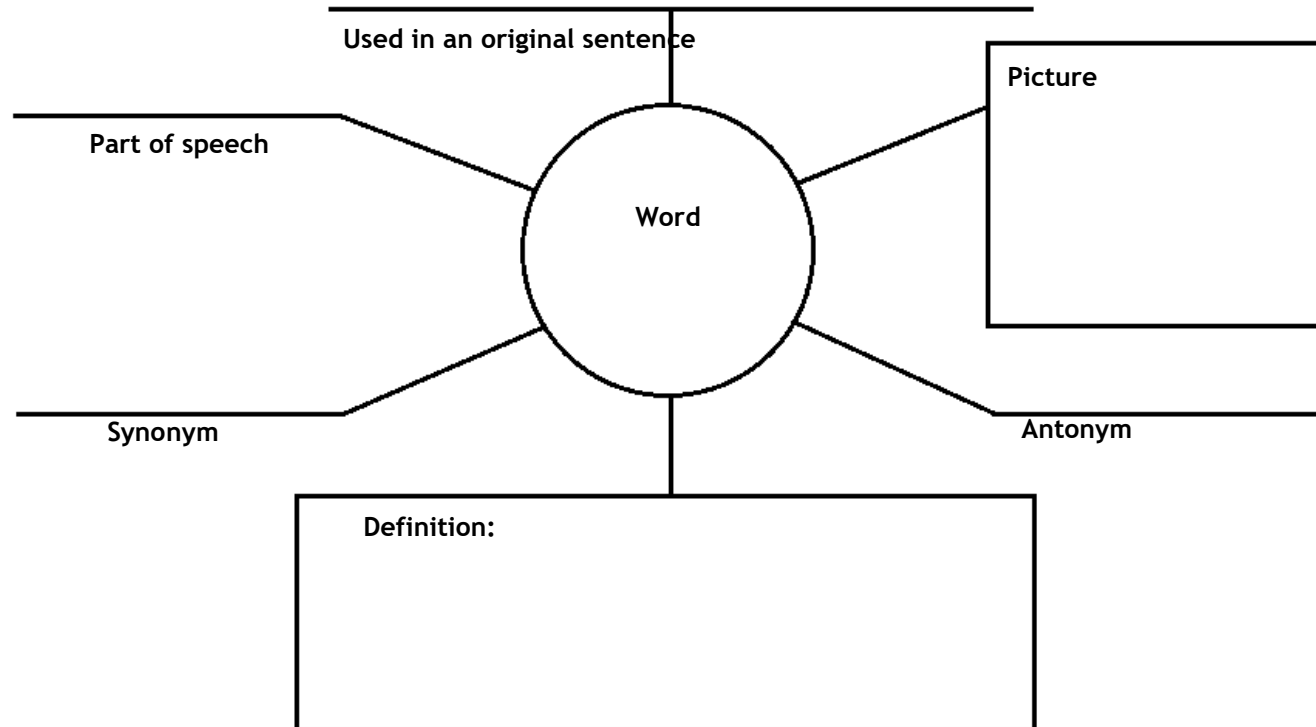 Used in an original sentence
Picture
Part of speech
Word
Synonym
Antonym
Definition: